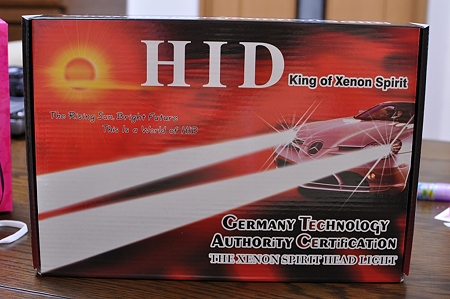 HID
King of Xenon Spirit
The Rising Sun, Bright Future
This Is a World of HID
GERMANY TECHNOLOGY
AUTHORITY CERTIFICATION
THE XENON SPIRIT HEAD LIGHT